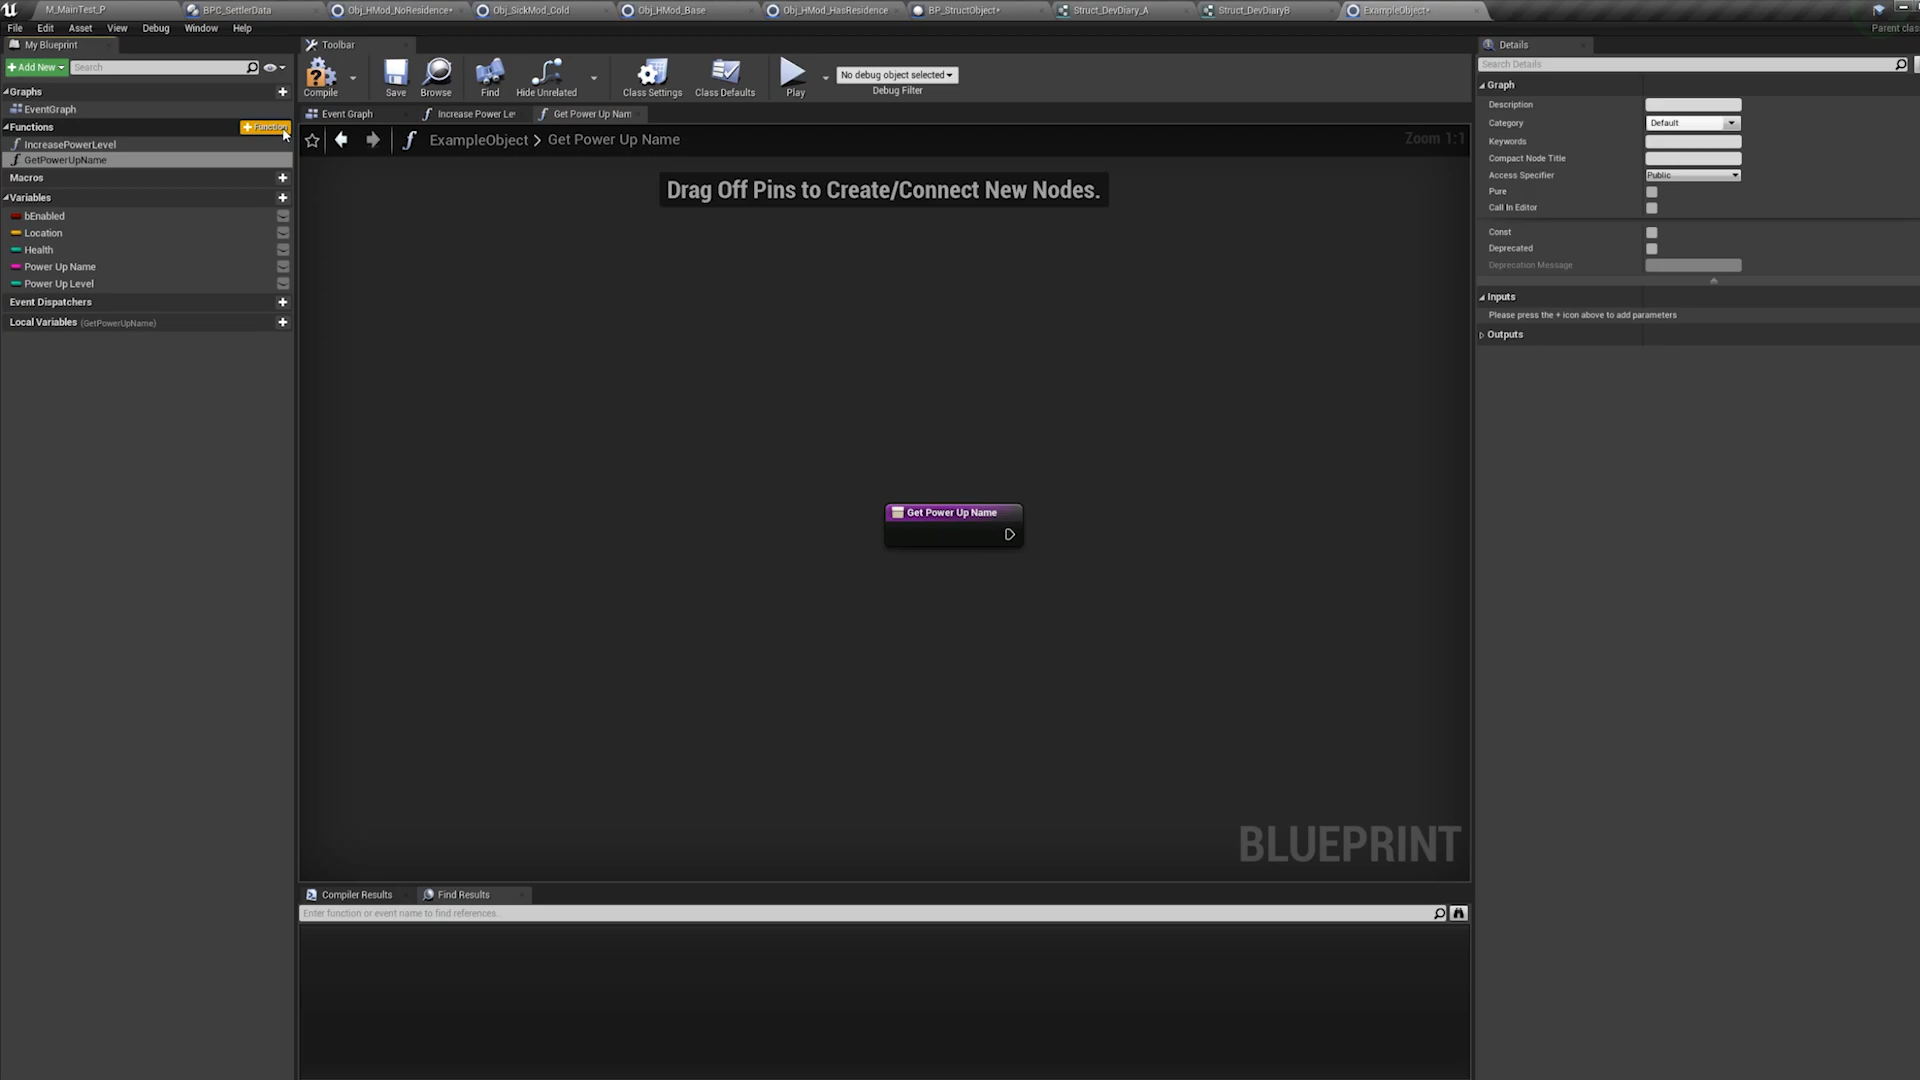 M_MainTest_P
BPC_SettlerData
Obj_HMod_NoResidence*
Obj_SickMod_Cold
Obj_HMod_Base
Obj_HMod_HasResidence
BP_StructObject*
Struct_DevDiary_A
Struct_DevDiaryB
ExampleObject*
File Edit Asset View Debug Window Help
Parent clas
My Blueprint
Add New
Search
Graphs
EventGraph
Functions
Function
IncreasePowerLevel
GetPowerUpName
Macros
Variables
bEnabled
Location
Health
Power Up Name
Power Up Level
Event Dispatchers
Local Variables (GetPowerUpName)
Toolbar
Compile
Save
Browse
Find
Hide Unrelated
Class Settings
Class Defaults
Play
No debug object selected
Debug Filter
Event Graph
Increase Power Le
Get Power Up Nam
ExampleObject > Get Power Up Name
Zoom 1:1
Drag Off Pins to Create/Connect New Nodes.
Get Power Up Name
BLUEPRINT
Compiler Results
Find Results
Enter function or event name to find references...
Details
Search Details
Graph
Description
Category
Default
Keywords
Compact Node Title
Access Specifier
Public
Pure
Call In Editor
Const
Deprecated
Deprecation Message
Inputs
Please press the + icon above to add parameters
Outputs